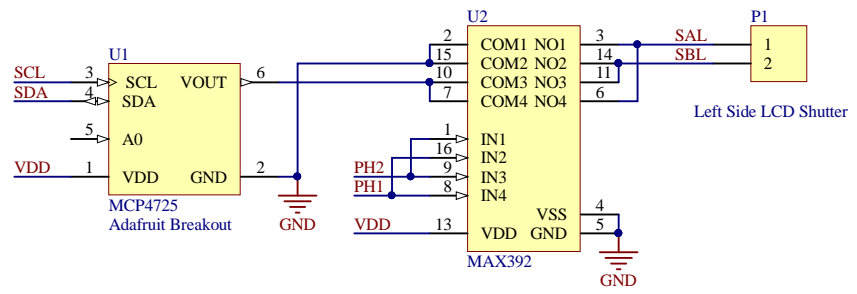 U1
SCL 3 SCL VOUT 6
SDA 4 SDA
5 A0
VDD 1 VDD GND 2
MCP4725
Adafruit Breakout
GND
U2
2 COM1 NO1 3
15 COM2 NO2 14
10 COM3 NO3 11
7 COM4 NO4 6
1 IN1
16 IN2
PH2 9 IN3
PH1 8 IN4
VSS 4
VDD 13 VDD GND 5
MAX392
GND
P1
SAL 1
SBL 2
Left Side LCD Shutter